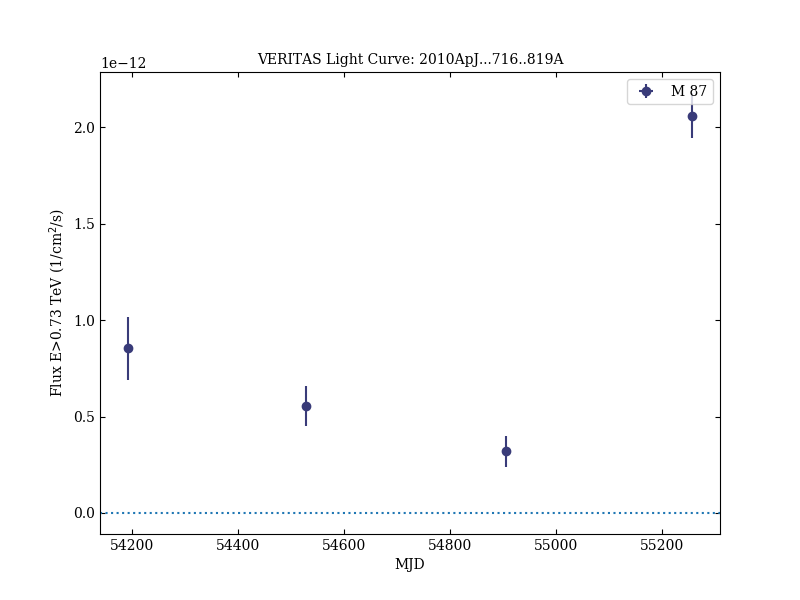 VERITAS Light Curve: 2010ApJ...716..819A
1e−12
M 87
2.0
1.5
1.0
0.5
0.0
Flux E>0.73 TeV (1/cm²/s)
54200 54400 54600 54800 55000 55200
MJD